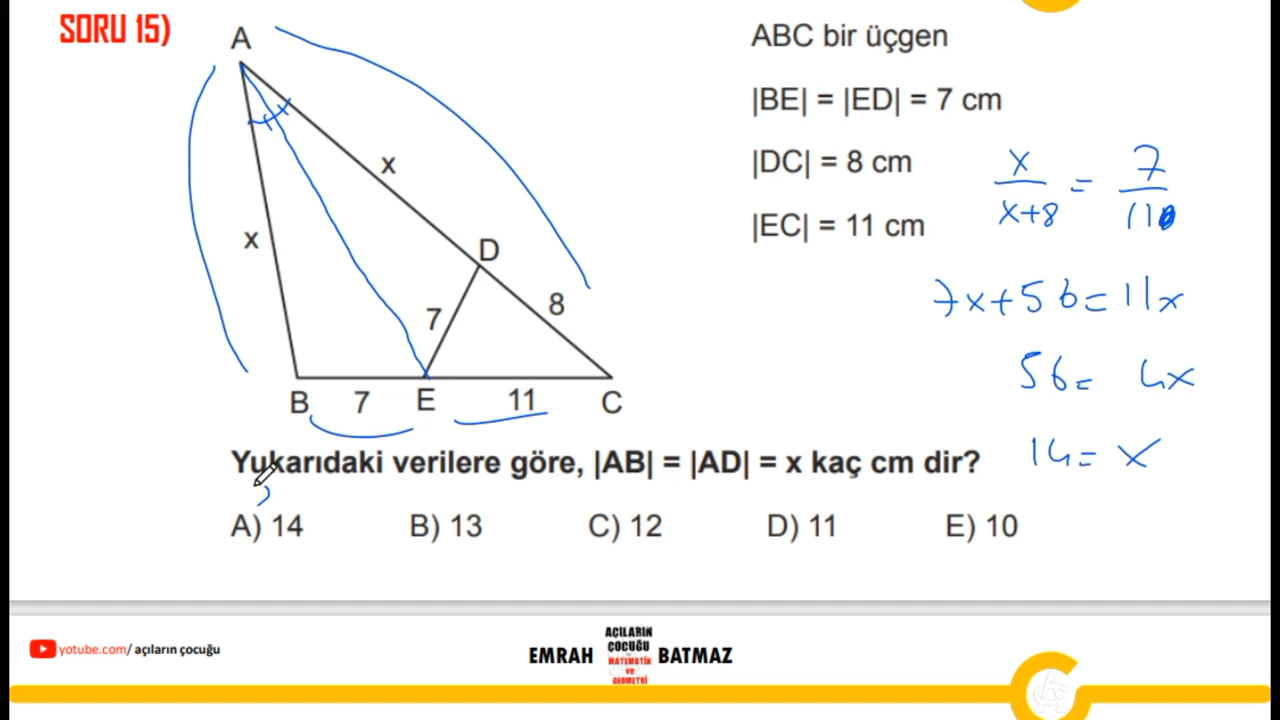 SORU 15)
ABC bir üçgen
|BE| = |ED| = 7 cm
|DC| = 8 cm
|EC| = 11 cm
A
x
x
D
7
8
B
7
E
11
C
x/x+8 = 7/11
7x+56=11x
56= 4x
14= x
Yukarıdaki verilere göre, |AB| = |AD| = x kaç cm dir?
A) 14 B) 13 C) 12 D) 11 E) 10
yotube.com/ açıların çocuğu
EMRAH
AÇILARIN
ÇOCUĞU
MATEMATİK
ve
GEOMETRİ
BATMAZ